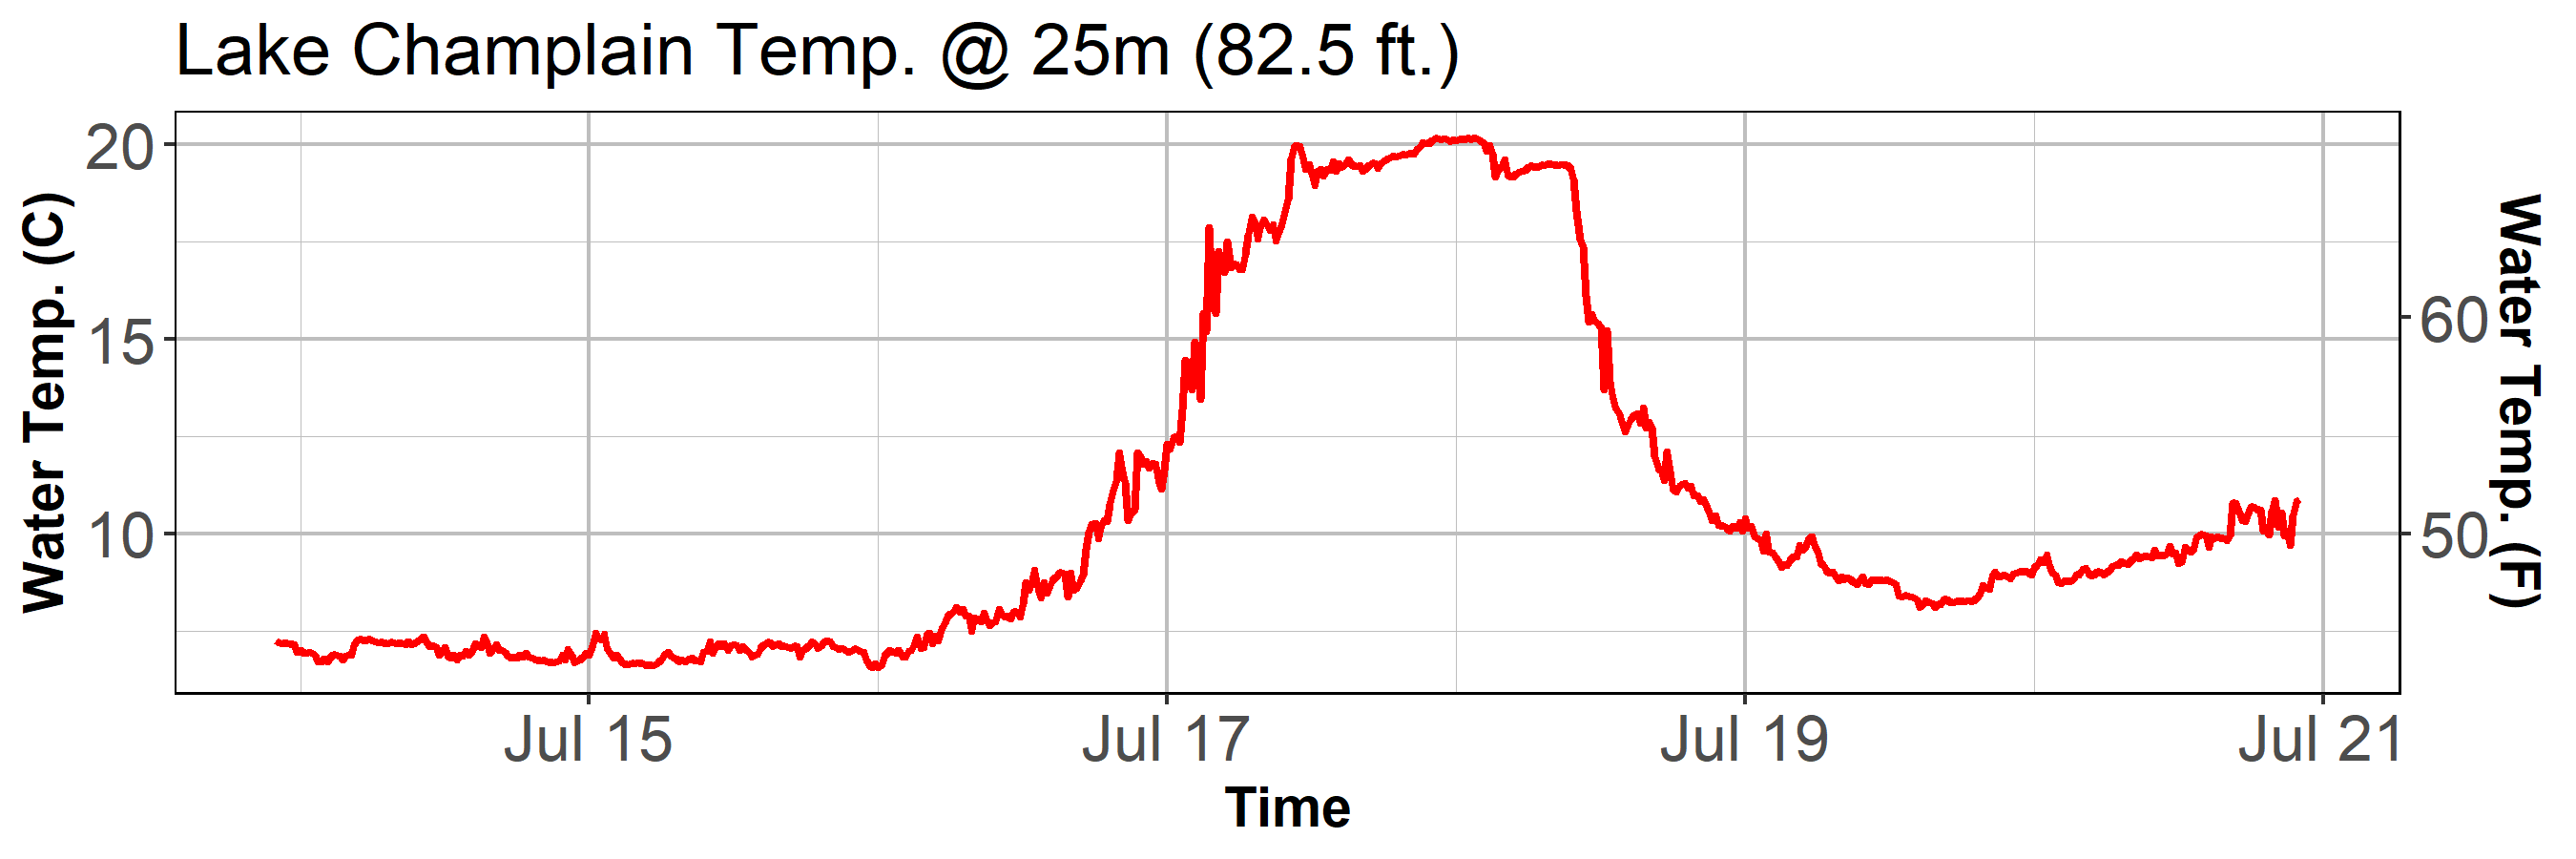 Lake Champlain Temp. @ 25m (82.5 ft.)
Water Temp. (C)
20
15
10
60
50
Water Temp. (F)
Jul 15 Jul 17 Jul 19 Jul 21
Time